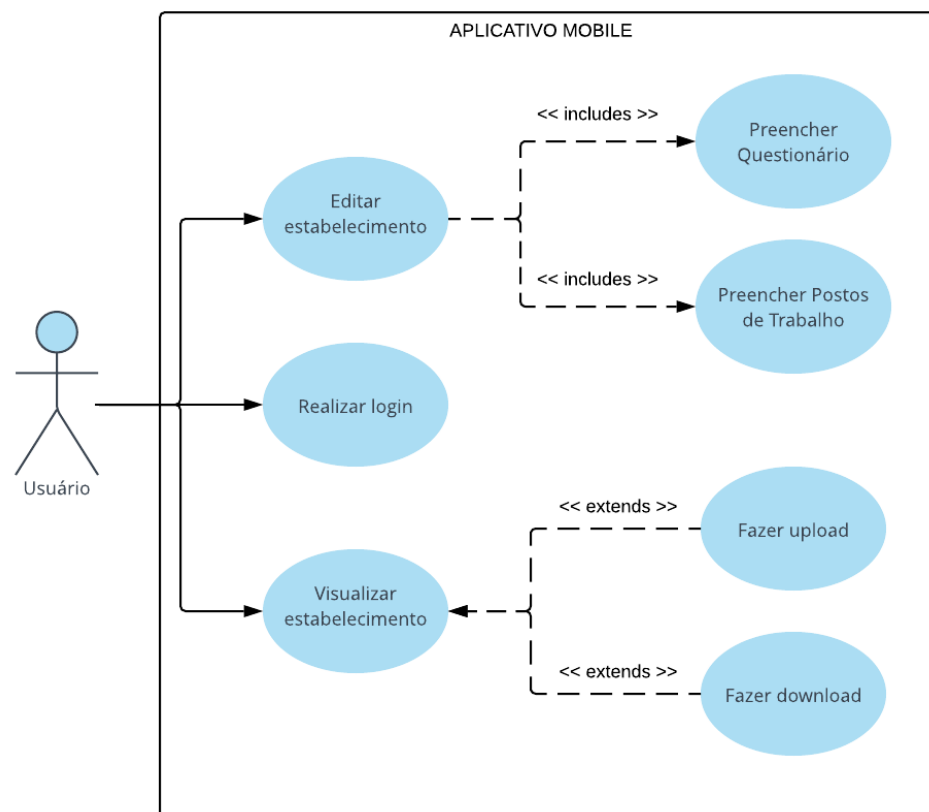 APLICATIVO MOBILE
<< includes >>
Preencher
Questionário
Editar
estabelecimento
<< includes >>
Preencher Postos
de Trabalho
Realizar login
Usuário
<< extends >>
Fazer upload
Visualizar
estabelecimento
<< extends >>
Fazer download